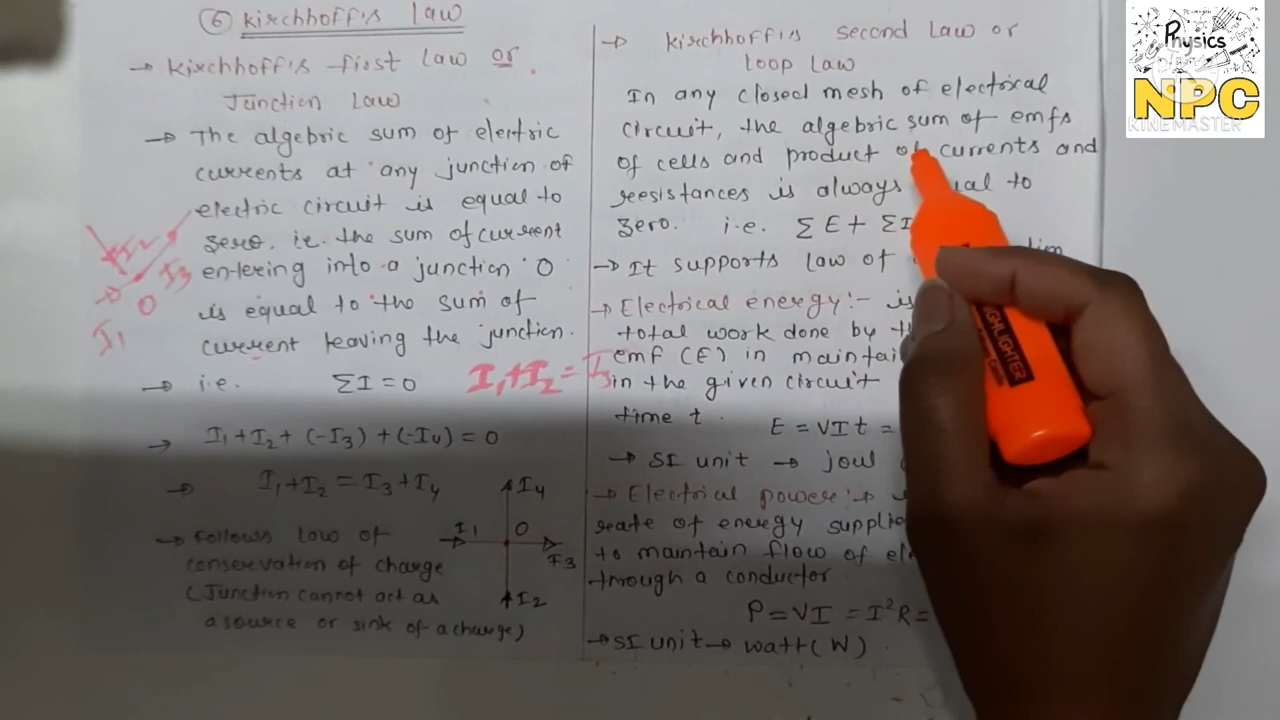 ⑥ Kirchhoff's Law
→ Kirchhoff's first Law or
Junction Law
→ The algebric sum of electric
currents at any junction of
electric circuit is equal to
zero. i.e. the sum of current
entering into a junction 'O'
is equal to the sum of
current leaving the junction.
→ i.e. ΣI = 0
I1 + I2 = I3
→ I1 + I2 + (-I3) + (-I4) = 0
→ I1 + I2 = I3 + I4
→ Follows Law of
conservation of charge
(Junction cannot act as
a source or sink of a charge)
I1
I2
I3
O
I4
I1
O
I3
I2
→ Kirchhoff's second Law or
Loop Law
In any closed mesh of electrical
circuit, the algebric sum of emfs
of cells and product of currents and
resistances is always to
zero. i.e. Σ E + Σ I
→ It supports law of
→ Electrical energy :- is
total work done by
emf (E) in
in the given circuit
time t.
E = VIt =
→ SI unit → joul
→ Electrical power :→
rate of energy
to maintain flow of
through a conductor
P = VI = I²R =
→ SI unit → watt (W)
Physics
NPC
KINEMASTER
HIGHLIGHTER